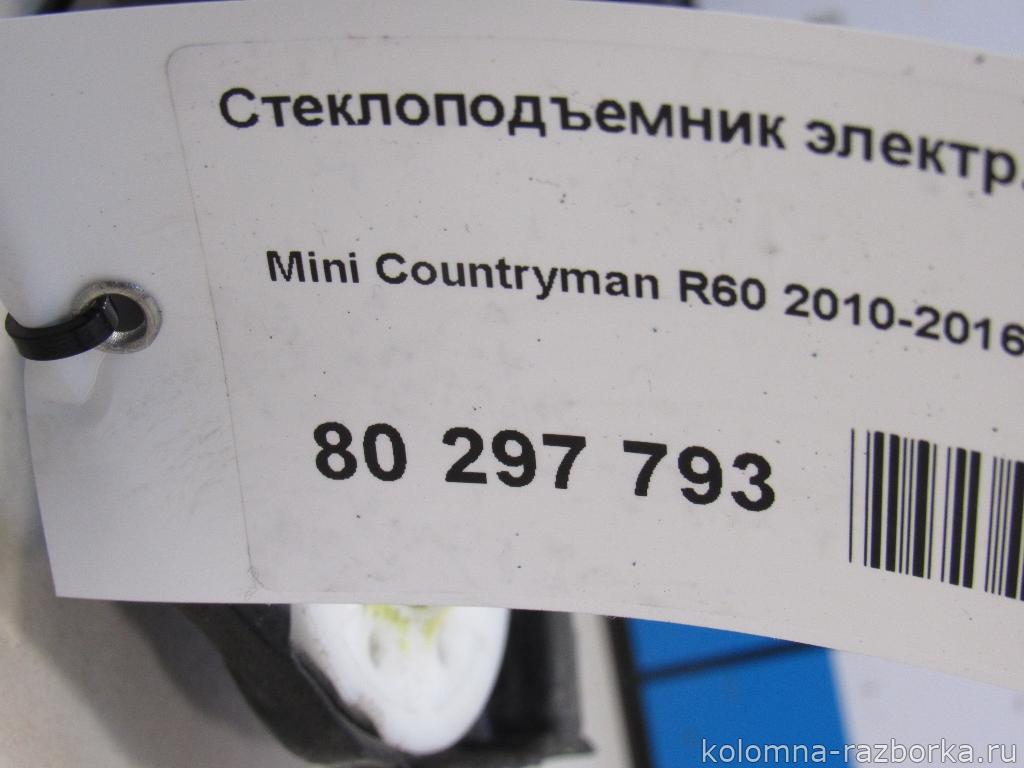 Стеклоподъемник электр.
Mini Countryman R60 2010-2016
80 297 793
kolomna-razborka.ru